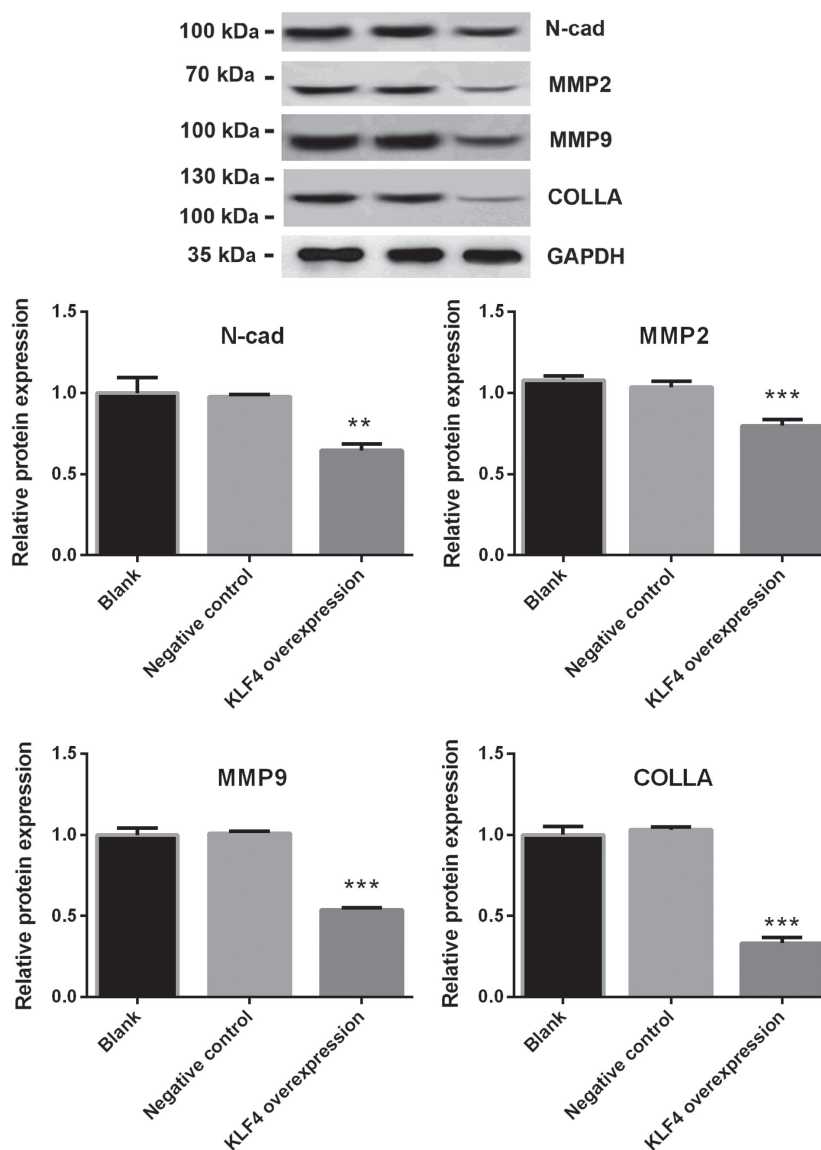 100 kDa
N-cad
70 kDa
MMP2
100 kDa
MMP9
130 kDa
COLLA
100 kDa
35 kDa
GAPDH
Relative protein expression
1.5
1.0
0.5
0.0
N-cad
**
Blank
Negative control
KLF4 overexpression
Relative protein expression
1.5
1.0
0.5
0.0
MMP2
***
Blank
Negative control
KLF4 overexpression
Relative protein expression
1.5
1.0
0.5
0.0
MMP9
***
Blank
Negative control
KLF4 overexpression
Relative protein expression
1.5
1.0
0.5
0.0
COLLA
***
Blank
Negative control
KLF4 overexpression